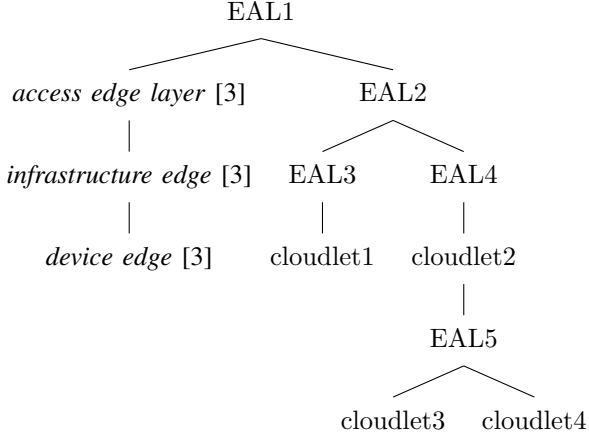 EAL1
access edge layer [3] EAL2
infrastructure edge [3] EAL3 EAL4
device edge [3] cloudlet1 cloudlet2
EAL5
cloudlet3 cloudlet4